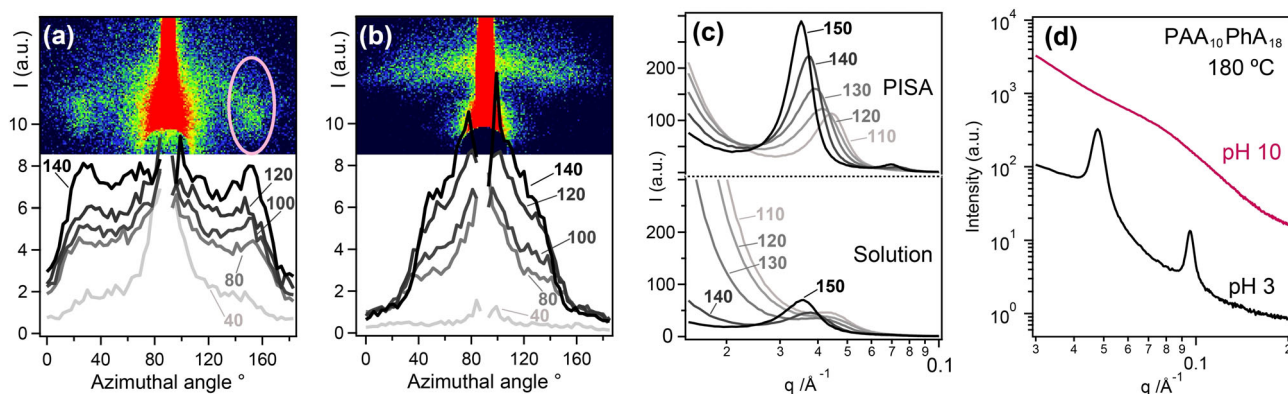 (a)
I (a.u.)
10
8
6
4
2
0
140
120
100
80
40
0 40 80 120 160
Azimuthal angle °
(b)
I (a.u.)
10
8
6
4
2
0
140
120
100
80
40
0 40 80 120 160
Azimuthal angle °
(c)
I (a.u.)
200
100
0
150
140
130
120
110
PISA
200
100
0
110
120
130
140
150
Solution
2 3 4 5 6 7 8 9 0.1
q /Å⁻¹
(d)
PAA₁₀PhA₁₈
180 ºC
Intensity (a.u.)
10⁴
10³
10²
10¹
10⁰
pH 10
pH 3
3 4 5 6 7 8 9 0.1 2
q /Å⁻¹